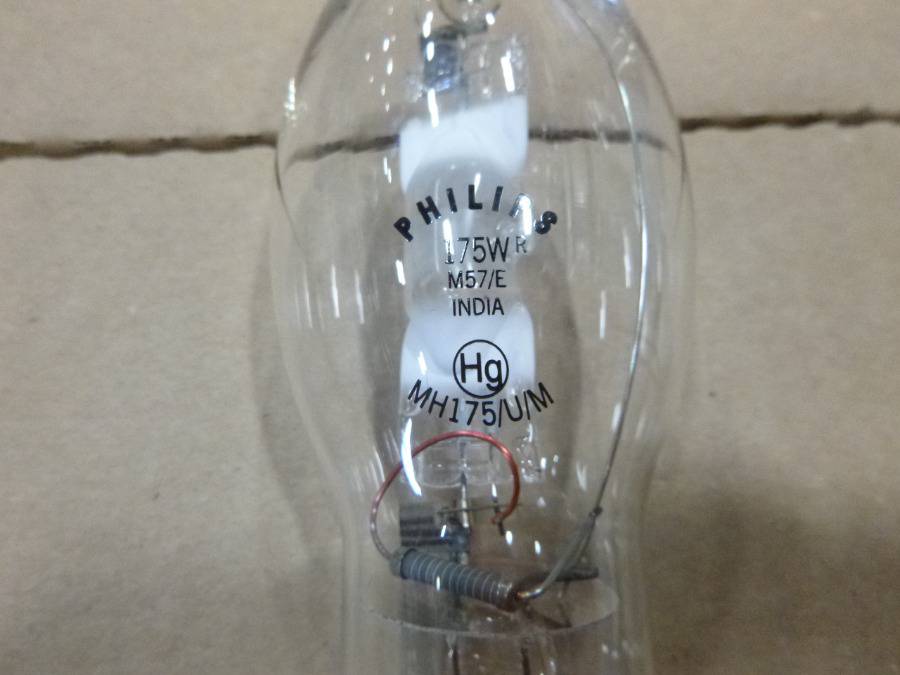 PHILIPS
175W R
M57/E
INDIA
Hg
MH175/U/M